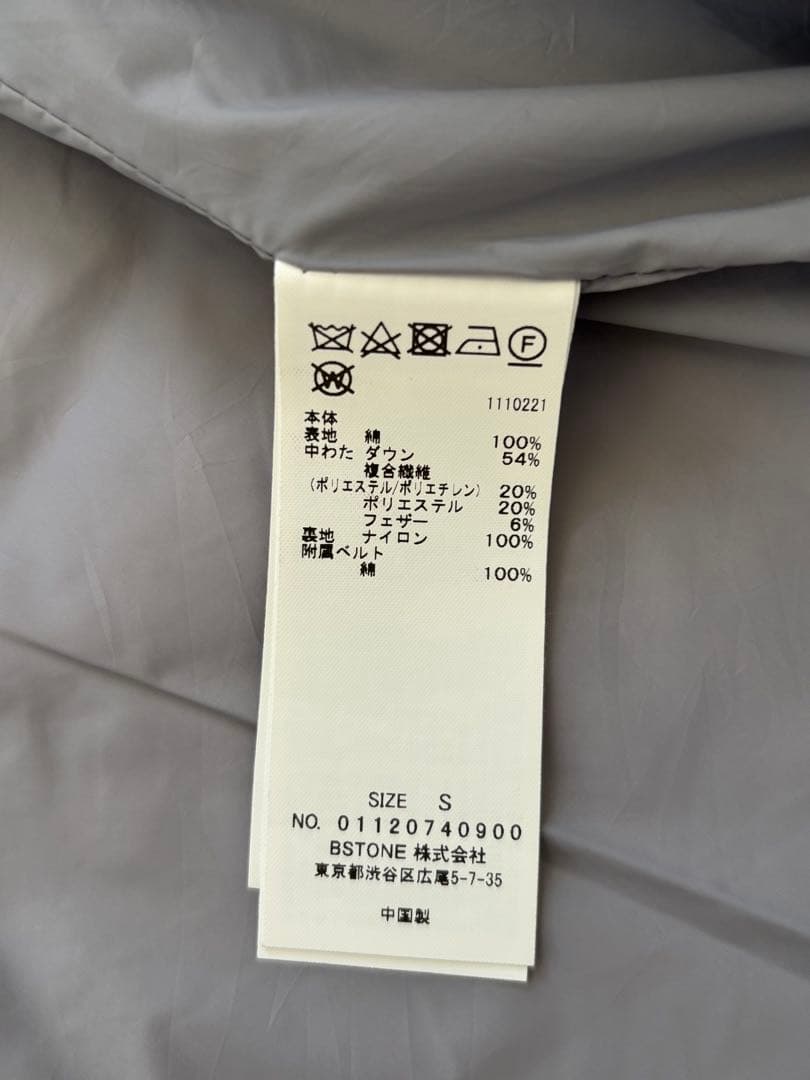 F
W
1110221
本体
表地 綿 100%
中わた ダウン 54%
複合繊維
(ポリエステル/ポリエチレン) 20%
ポリエステル 20%
フェザー 6%
裏地 ナイロン 100%
附属ベルト
綿 100%
SIZE S
NO. 01120740900
BSTONE 株式会社
東京都渋谷区広尾5-7-35
中国製